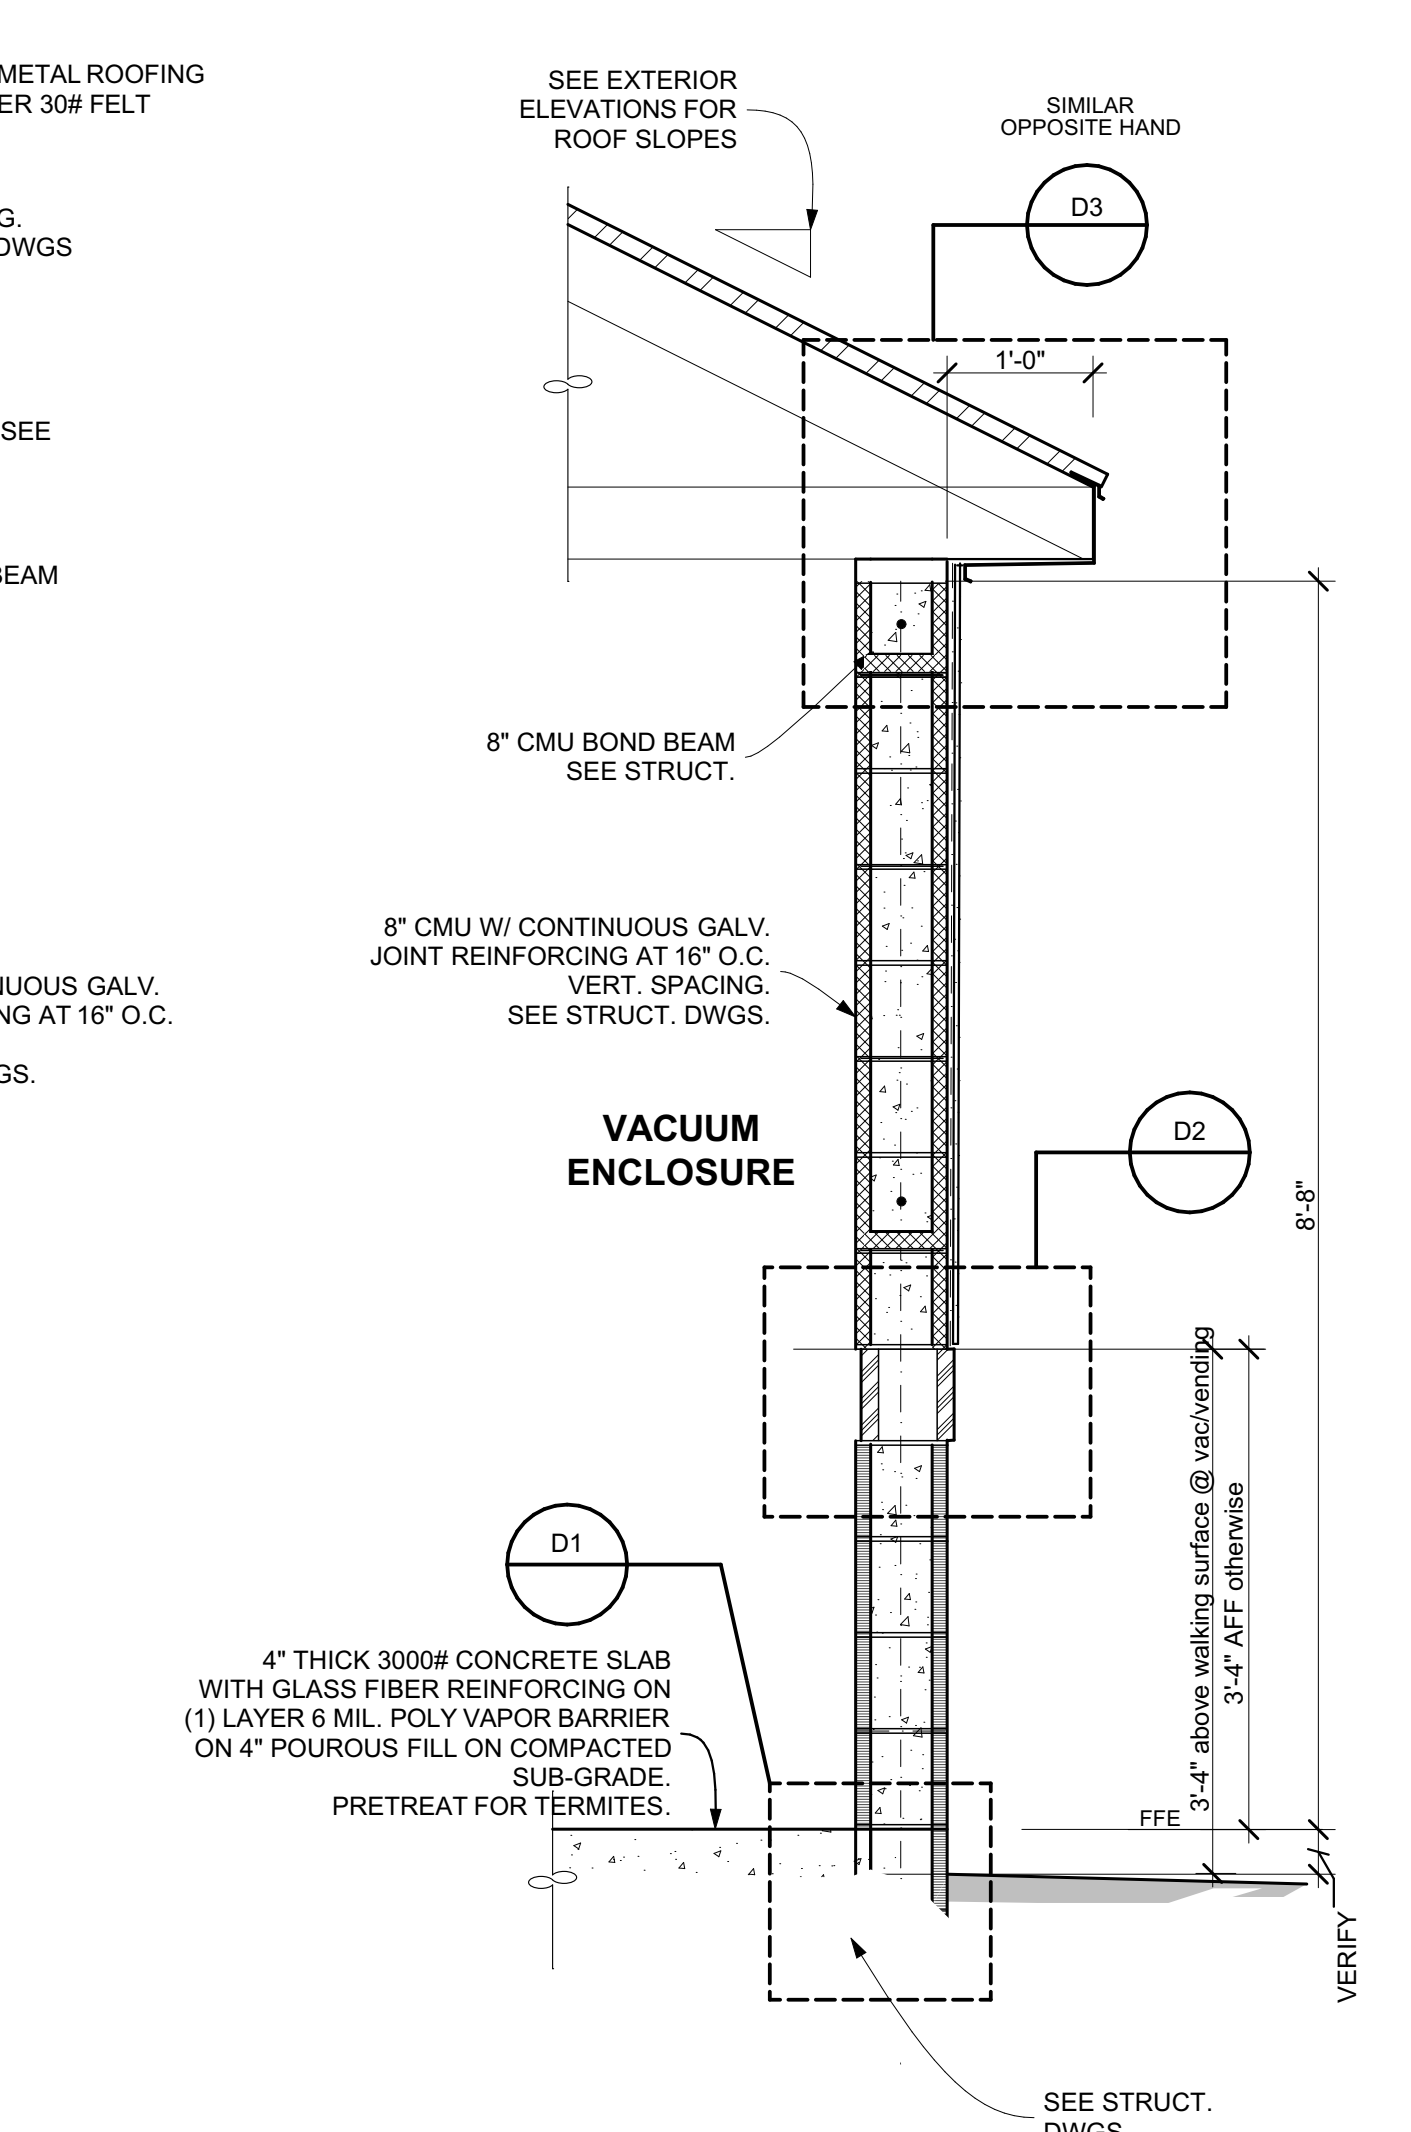 METAL ROOFING
ER 30# FELT
G.
DWGS
SEE
BEAM
NUOUS GALV.
NG AT 16" O.C.
GS.
SEE EXTERIOR
ELEVATIONS FOR
ROOF SLOPES
SIMILAR
OPPOSITE HAND
D3
1'-0"
8" CMU BOND BEAM
SEE STRUCT.
8" CMU W/ CONTINUOUS GALV.
JOINT REINFORCING AT 16" O.C.
VERT. SPACING.
SEE STRUCT. DWGS.
VACUUM
ENCLOSURE
D2
8'-8"
3'-4" above walking surface @ vac/vending
3'-4" AFF otherwise
D1
4" THICK 3000# CONCRETE SLAB
WITH GLASS FIBER REINFORCING ON
(1) LAYER 6 MIL. POLY VAPOR BARRIER
ON 4" POUROUS FILL ON COMPACTED
SUB-GRADE.
PRETREAT FOR TERMITES.
FFE
VERIFY
SEE STRUCT.
DWGS